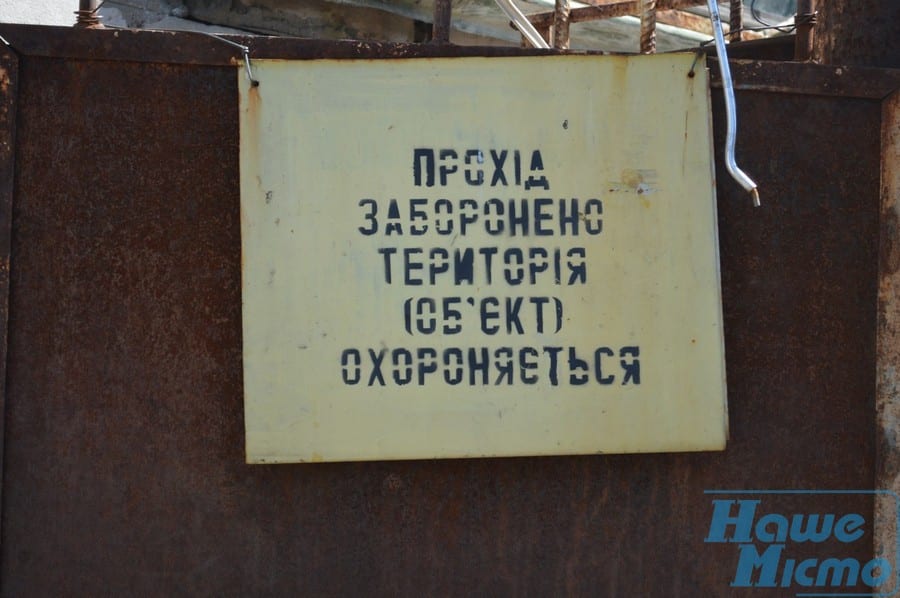 ПРОХІД
ЗАБОРОНЕНО
ТЕРИТОРІЯ
(ОБ'ЄКТ)
ОХОРОНЯЄТЬСЯ
Наше
Місто